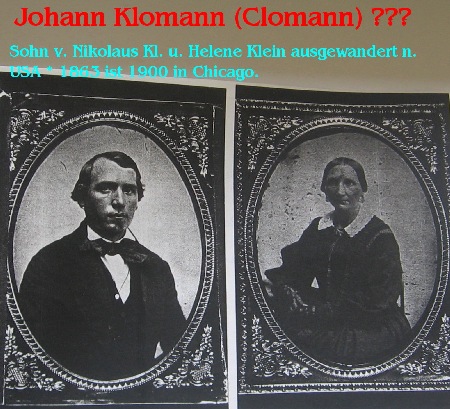 Johann Klomann (Clomann) ???
Sohn v. Nikolaus Kl. u. Helene Klein ausgewandert n.
USA * 1863 ist 1900 in Chicago.